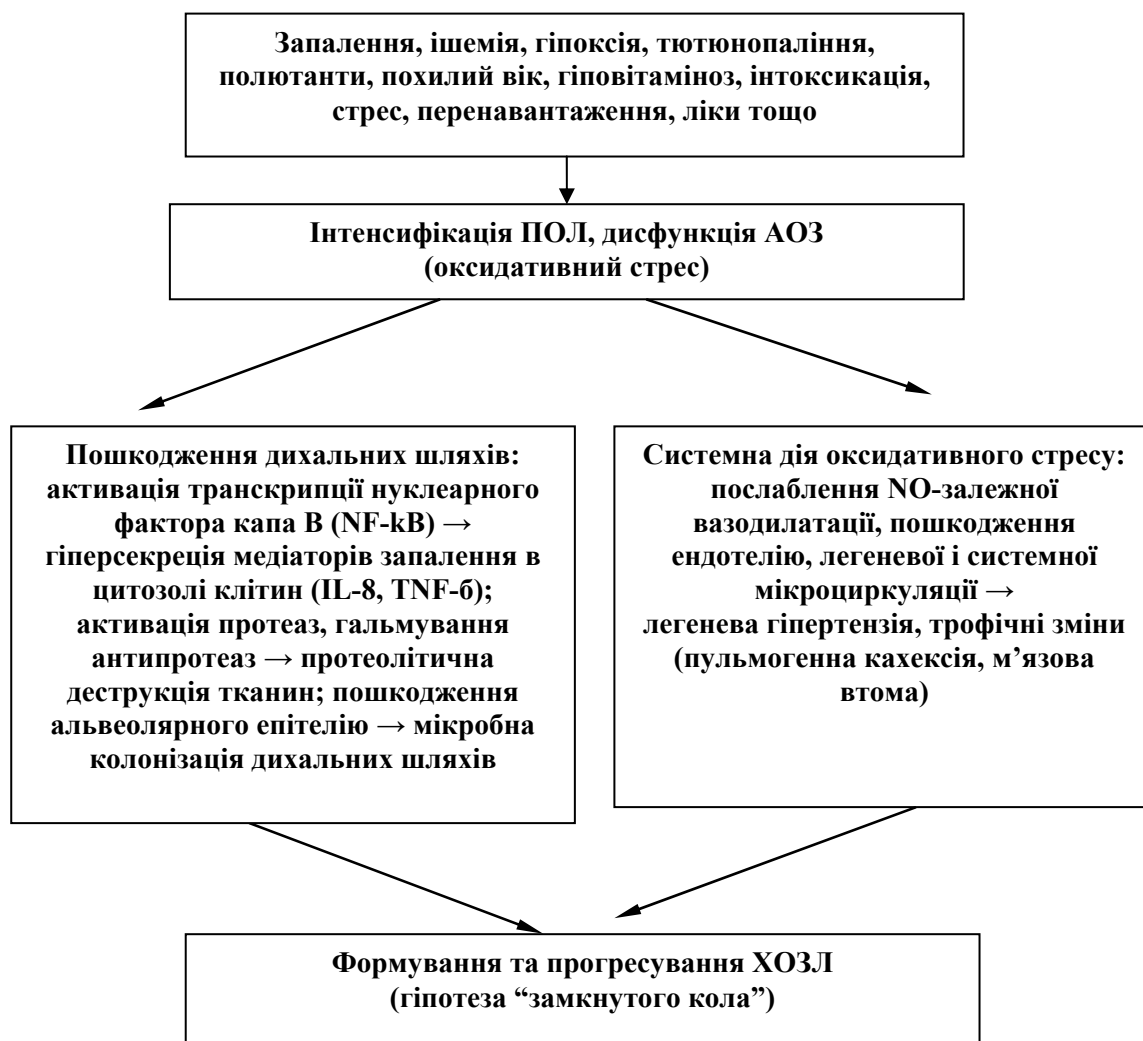 Запалення, ішемія, гіпоксія, тютюнопаління,
полютанти, похилий вік, гіповітаміноз, інтоксикація,
стрес, перенавантаження, ліки тощо
Інтенсифікація ПОЛ, дисфункція АОЗ
(оксидативний стрес)
Пошкодження дихальних шляхів:
активація транскрипції нуклеарного
фактора капа В (NF-kB) →
гіперсекреція медіаторів запалення в
цитозолі клітин (IL-8, TNF-б);
активація протеаз, гальмування
антипротеаз → протеолітична
деструкція тканин; пошкодження
альвеолярного епітелію → мікробна
колонізація дихальних шляхів
Системна дія оксидативного стресу:
послаблення NO-залежної
вазодилатації, пошкодження
ендотелію, легеневої і системної
мікроциркуляції →
легенева гіпертензія, трофічні зміни
(пульмогенна кахексія, м’язова
втома)
Формування та прогресування ХОЗЛ
(гіпотеза “замкнутого кола”)